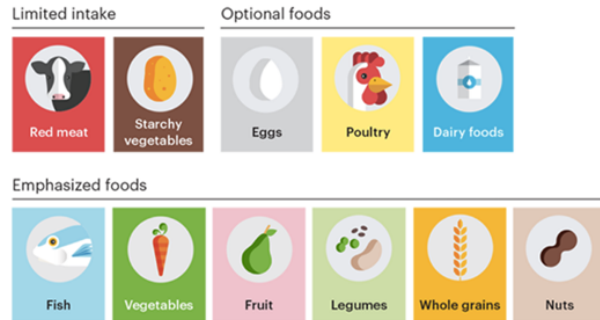 Limited intake
Optional foods
Red meat
Starchy
vegetables
Eggs
Poultry
Dairy foods
Emphasized foods
Fish
Vegetables
Fruit
Legumes
Whole grains
Nuts